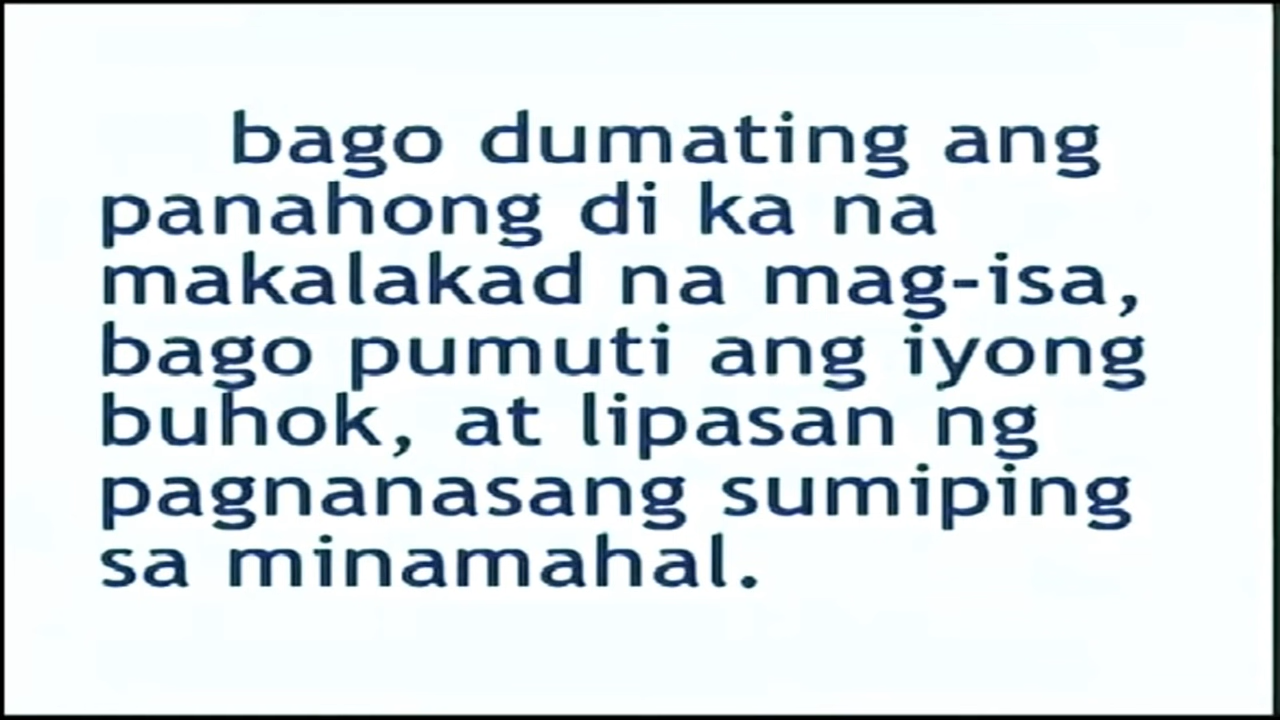 bago dumating ang
panahong di ka na
makalakad na mag-isa,
bago pumuti ang iyong
buhok, at lipasan ng
pagnanasang sumiping
sa minamahal.